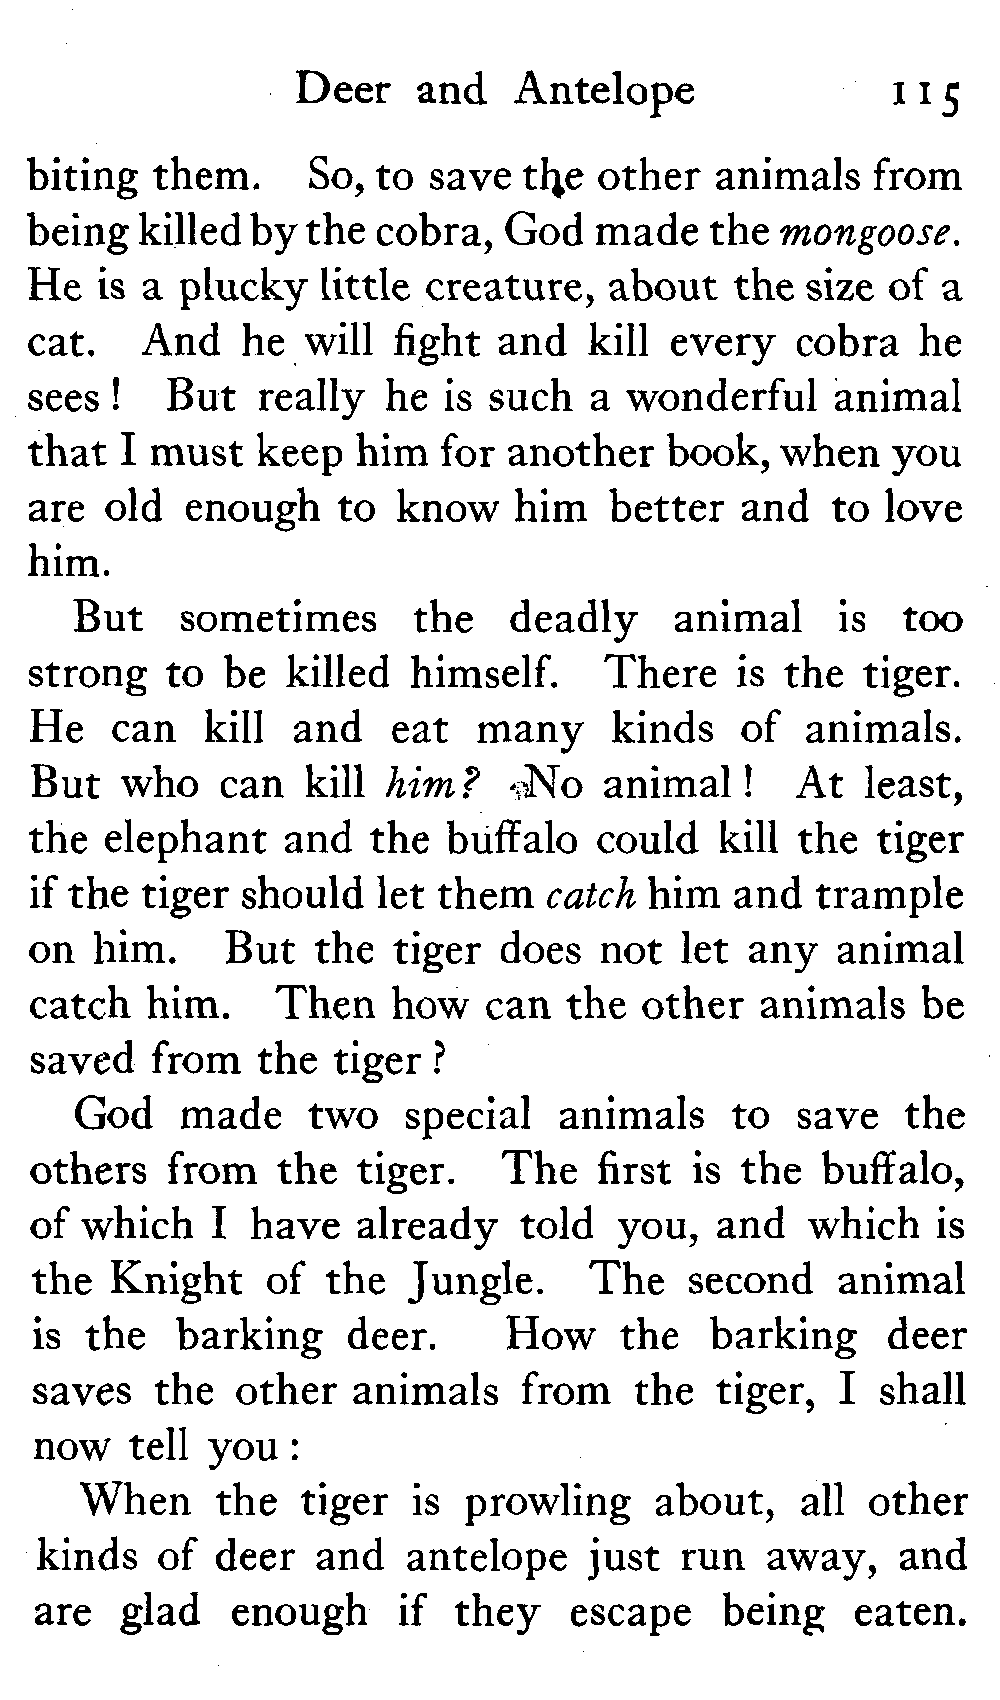 Deer and Antelope 115
biting them. So, to save the other animals from
being killed by the cobra, God made the mongoose.
He is a plucky little creature, about the size of a
cat. And he will fight and kill every cobra he
sees ! But really he is such a wonderful animal
that I must keep him for another book, when you
are old enough to know him better and to love
him.
But sometimes the deadly animal is too
strong to be killed himself. There is the tiger.
He can kill and eat many kinds of animals.
But who can kill him? No animal ! At least,
the elephant and the buffalo could kill the tiger
if the tiger should let them catch him and trample
on him. But the tiger does not let any animal
catch him. Then how can the other animals be
saved from the tiger ?
God made two special animals to save the
others from the tiger. The first is the buffalo,
of which I have already told you, and which is
the Knight of the Jungle. The second animal
is the barking deer. How the barking deer
saves the other animals from the tiger, I shall
now tell you :
When the tiger is prowling about, all other
kinds of deer and antelope just run away, and
are glad enough if they escape being eaten.